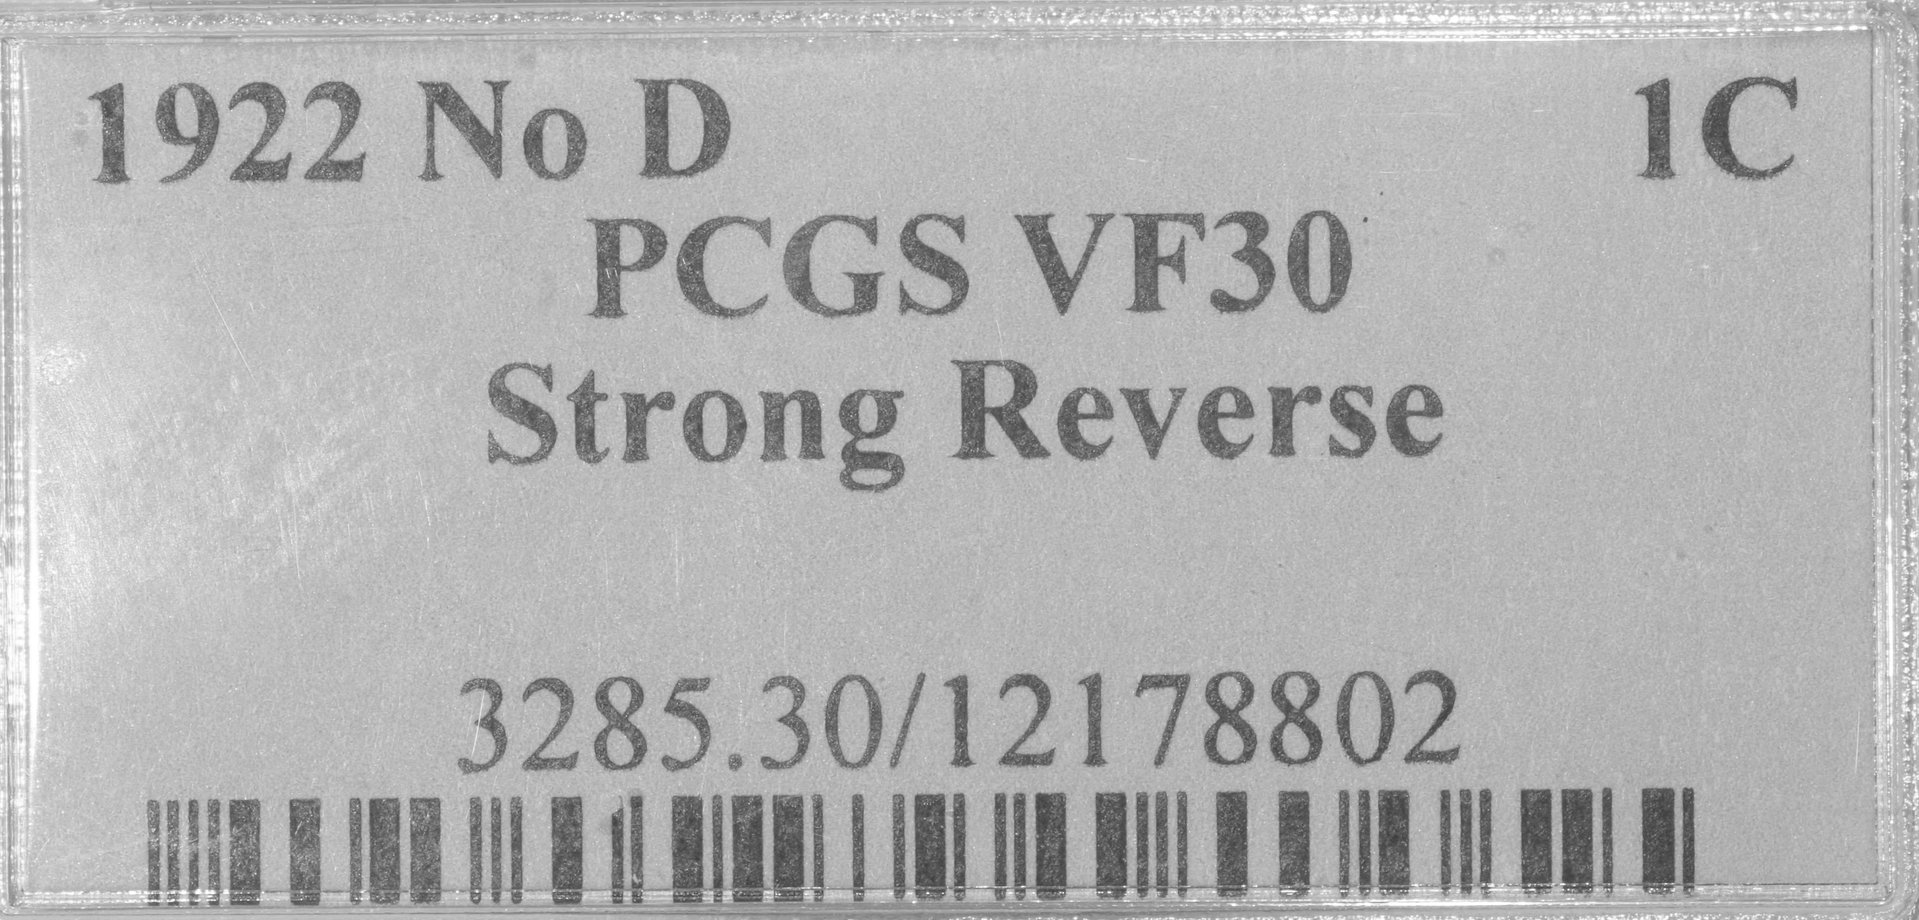 1922 No D 1C
PCGS VF30
Strong Reverse
3285.30/12178802